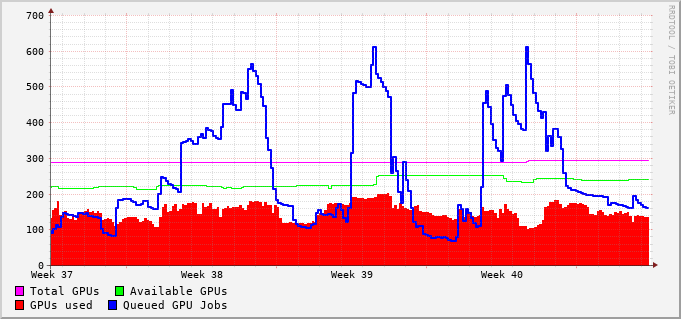 700
600
500
400
300
200
100
0
Week 37 Week 38 Week 39 Week 40
Total GPUs Available GPUs
GPUs used Queued GPU Jobs
RRDTOOL / TOBI OETIKER